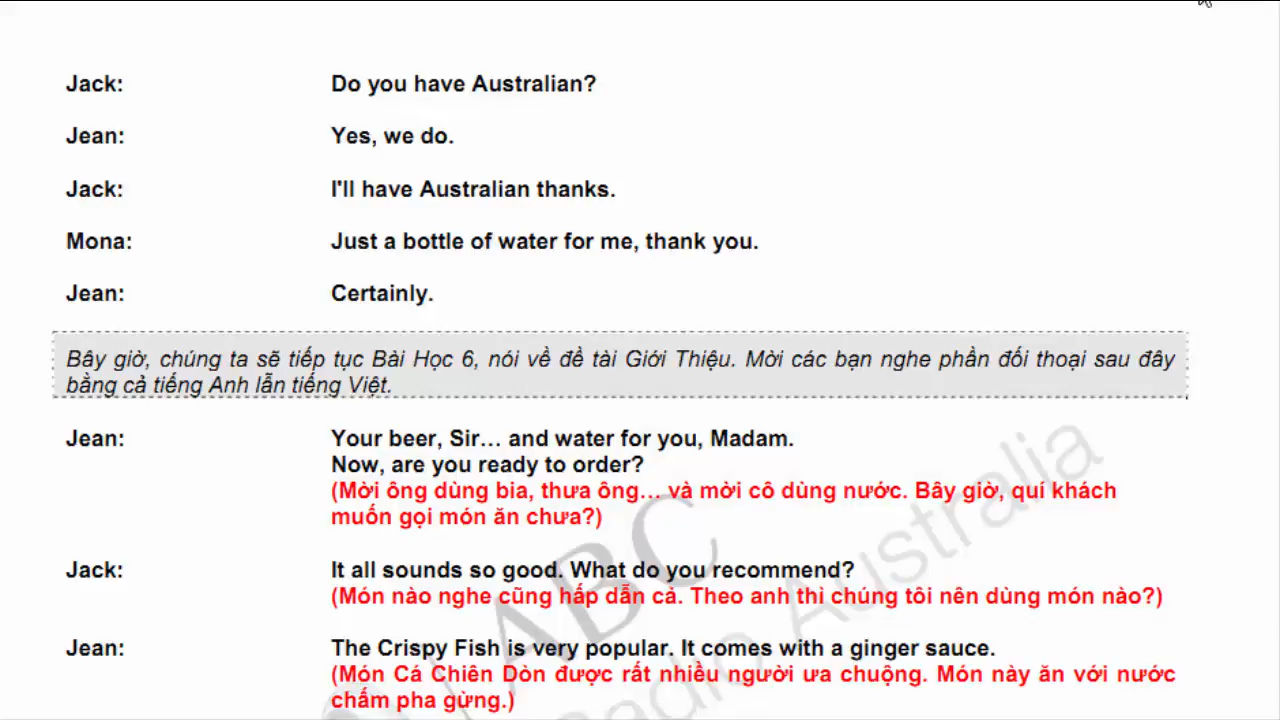 Jack: Do you have Australian?
Jean: Yes, we do.
Jack: I'll have Australian thanks.
Mona: Just a bottle of water for me, thank you.
Jean: Certainly.
Bây giờ, chúng ta sẽ tiếp tục Bài Học 6, nói về đề tài Giới Thiệu. Mời các bạn nghe phần đối thoại sau đây
bằng cả tiếng Anh lẫn tiếng Việt.
Jean: Your beer, Sir… and water for you, Madam.
Now, are you ready to order?
(Mời ông dùng bia, thưa ông… và mời cô dùng nước. Bây giờ, quí khách
muốn gọi món ăn chưa?)
Jack: It all sounds so good. What do you recommend?
(Món nào nghe cũng hấp dẫn cả. Theo anh thì chúng tôi nên dùng món nào?)
Jean: The Crispy Fish is very popular. It comes with a ginger sauce.
(Món Cá Chiên Dòn được rất nhiều người ưa chuộng. Món này ăn với nước
chấm pha gừng.)
ABC
Radio Australia